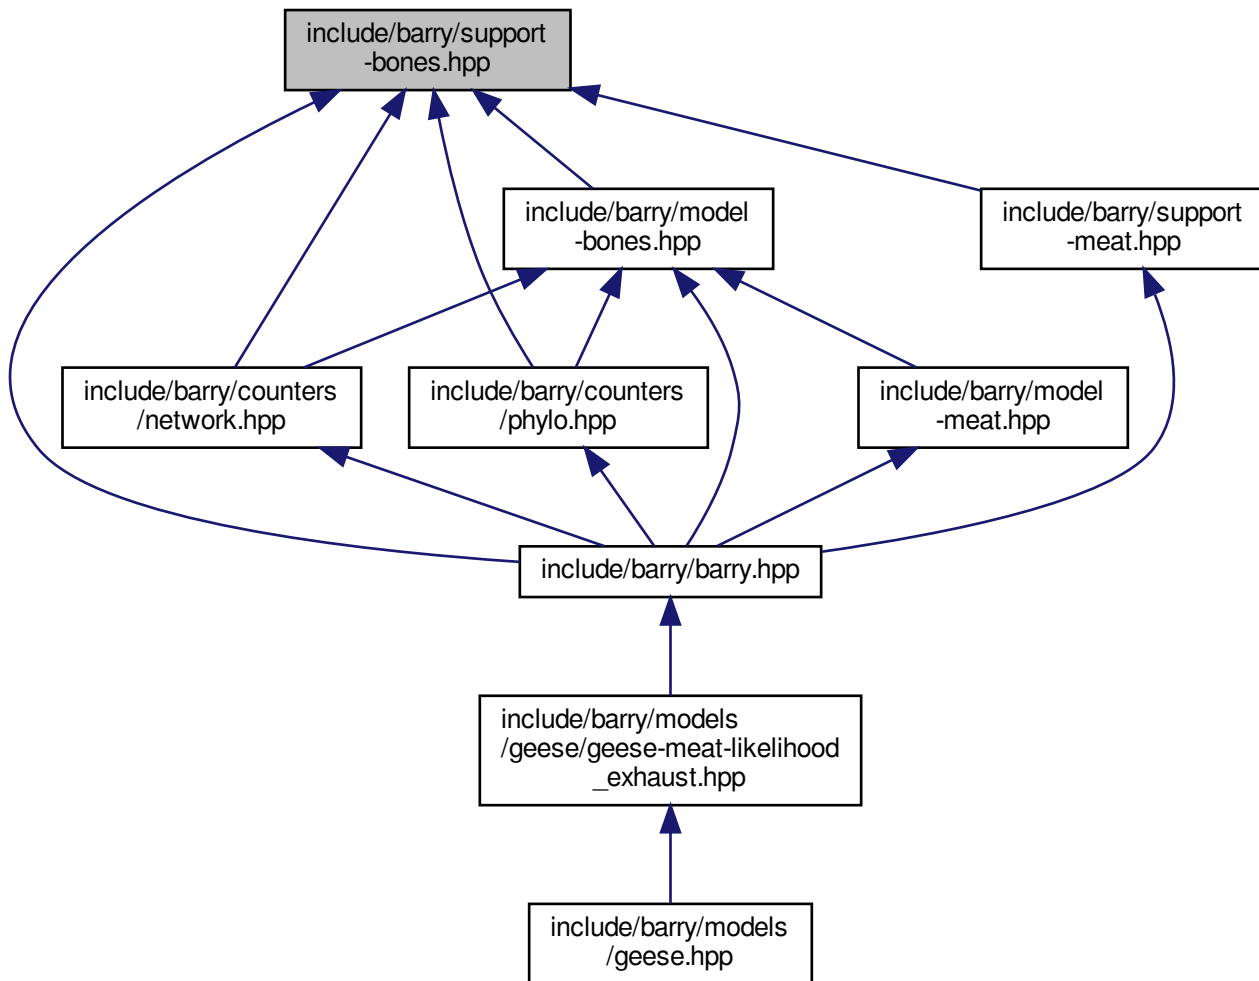 include/barry/support
-bones.hpp
include/barry/model
-bones.hpp
include/barry/support
-meat.hpp
include/barry/counters
/network.hpp
include/barry/counters
/phylo.hpp
include/barry/model
-meat.hpp
include/barry/barry.hpp
include/barry/models
/geese/geese-meat-likelihood
_exhaust.hpp
include/barry/models
/geese.hpp